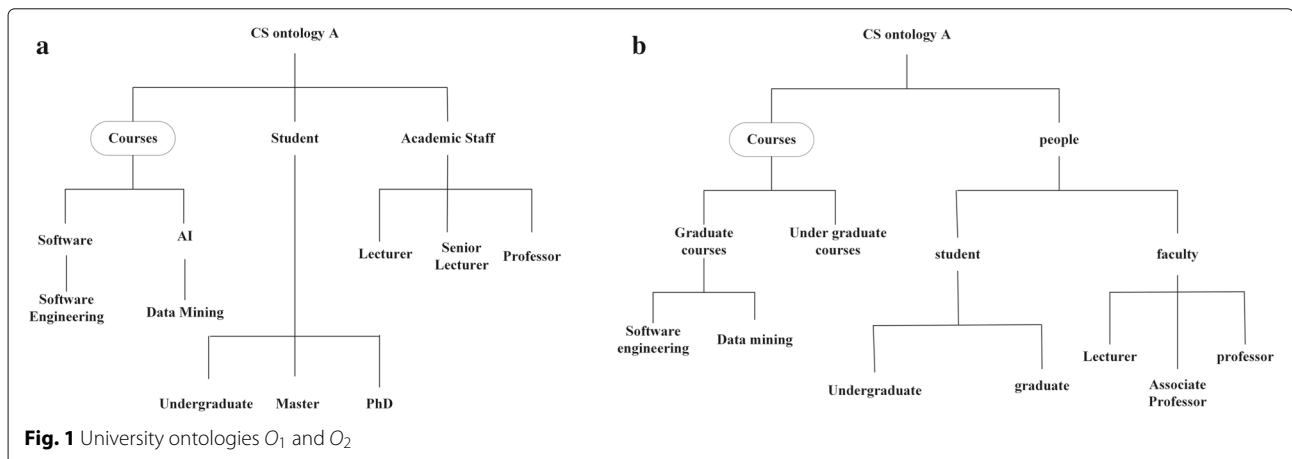 a
CS ontology A
Courses
Student
Academic Staff
Software
AI
Lecturer
Senior
Lecturer
Professor
Software
Engineering
Data Mining
Undergraduate
Master
PhD
b
CS ontology A
Courses
people
Graduate
courses
Under graduate
courses
student
faculty
Software
engineering
Data mining
Lecturer
professor
Undergraduate
graduate
Associate
Professor
Fig. 1 University ontologies O₁ and O₂